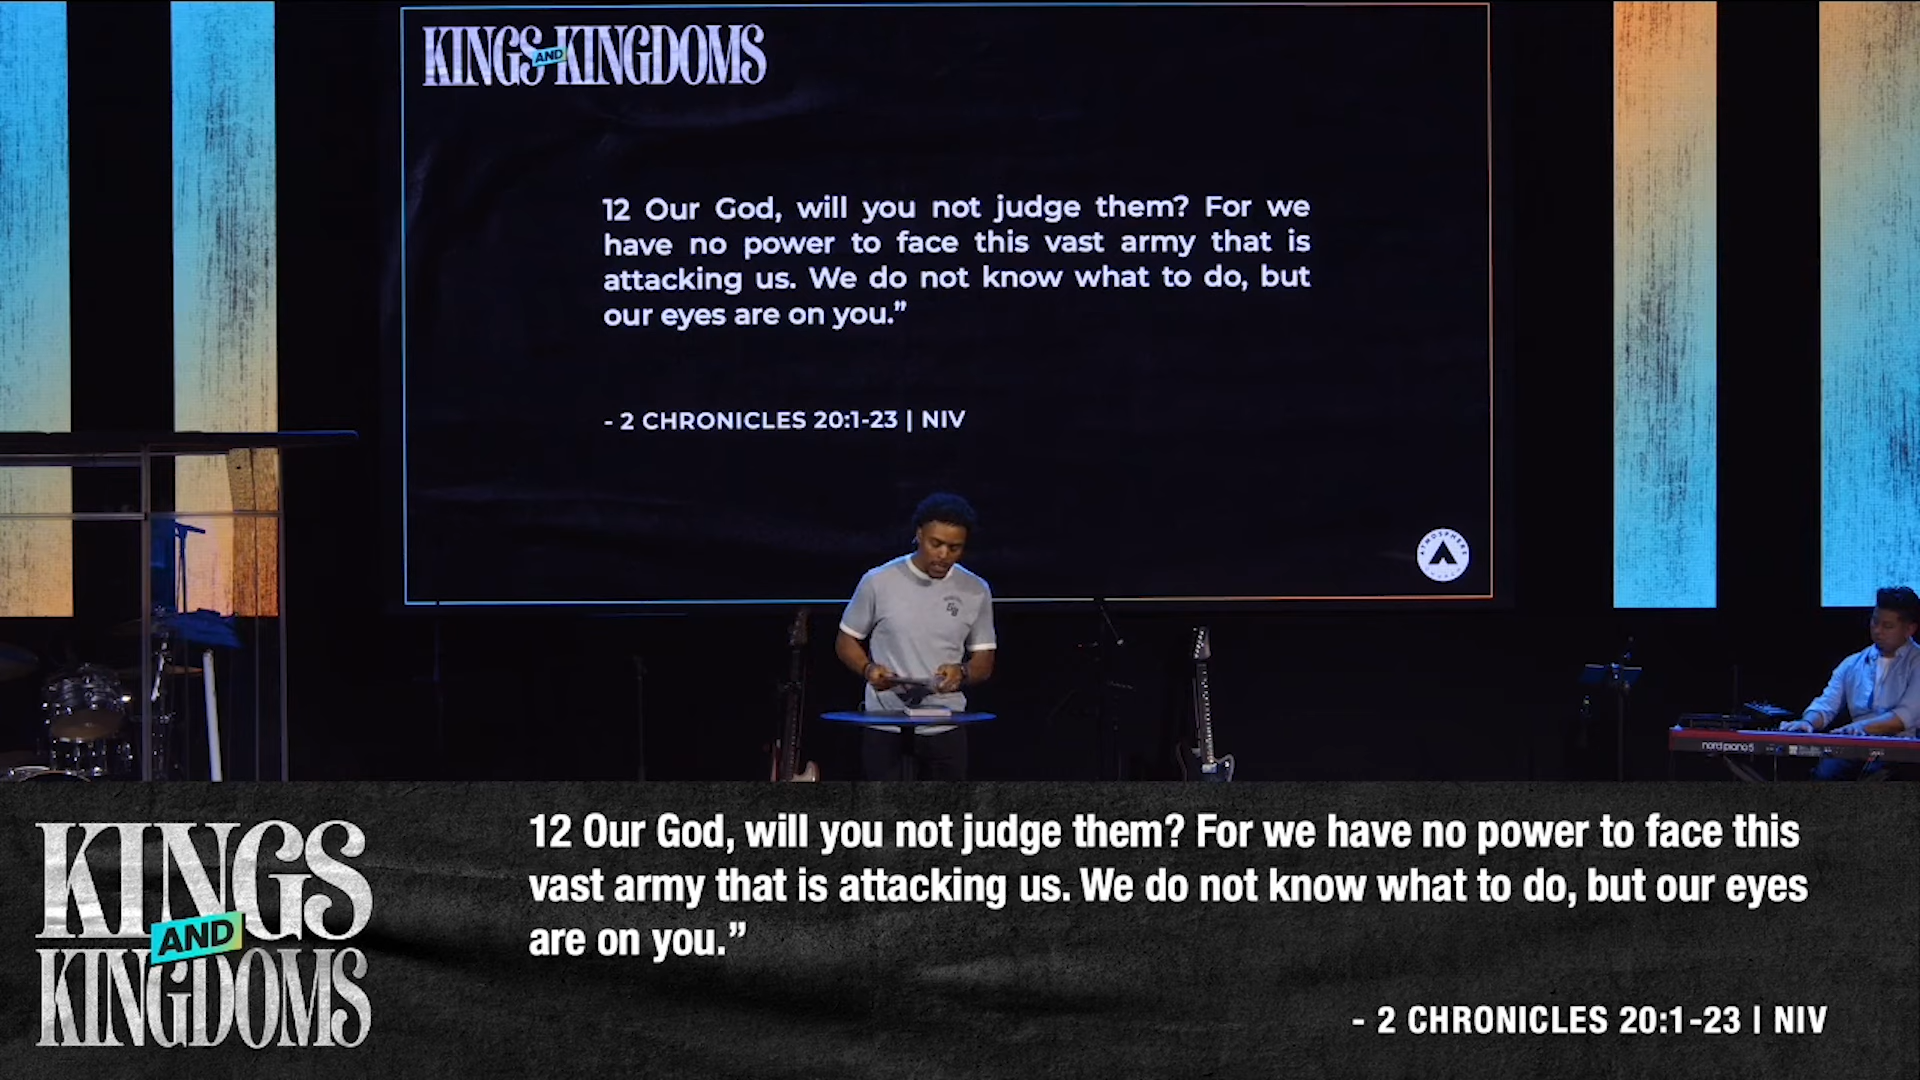 KINGS AND KINGDOMS
12 Our God, will you not judge them? For we
have no power to face this vast army that is
attacking us. We do not know what to do, but
our eyes are on you.”
- 2 CHRONICLES 20:1-23 | NIV
ATMOSPHERE
nord piano 5
KINGS
AND
KINGDOMS
12 Our God, will you not judge them? For we have no power to face this
vast army that is attacking us. We do not know what to do, but our eyes
are on you.”
- 2 CHRONICLES 20:1-23 | NIV